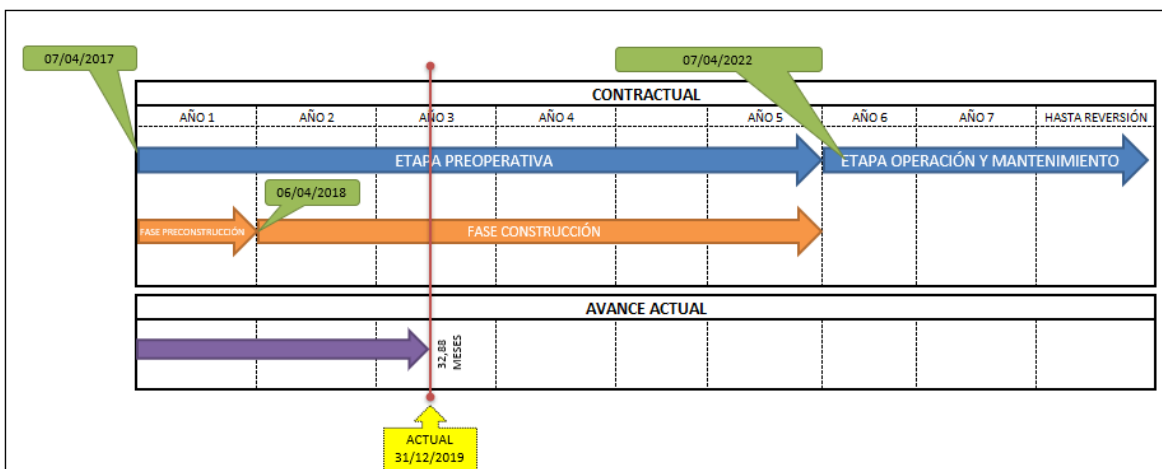 07/04/2017
07/04/2022
CONTRACTUAL
AÑO 1
AÑO 2
AÑO 3
AÑO 4
AÑO 5
AÑO 6
AÑO 7
HASTA REVERSIÓN
ETAPA PREOPERATIVA
ETAPA OPERACIÓN Y MANTENIMIENTO
06/04/2018
FASE PRECONSTRUCCIÓN
FASE CONSTRUCCIÓN
AVANCE ACTUAL
32,88
MESES
ACTUAL
31/12/2019